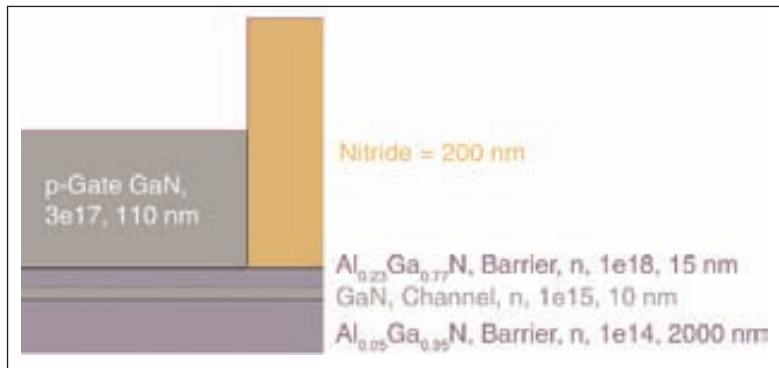 Nitride = 200 nm
p-Gate GaN,
3e17, 110 nm
Al₀.₂₃Ga₀.₇₇N, Barrier, n, 1e18, 15 nm
GaN, Channel, n, 1e15, 10 nm
Al₀.₀₅Ga₀.₉₅N, Barrier, n, 1e14, 2000 nm